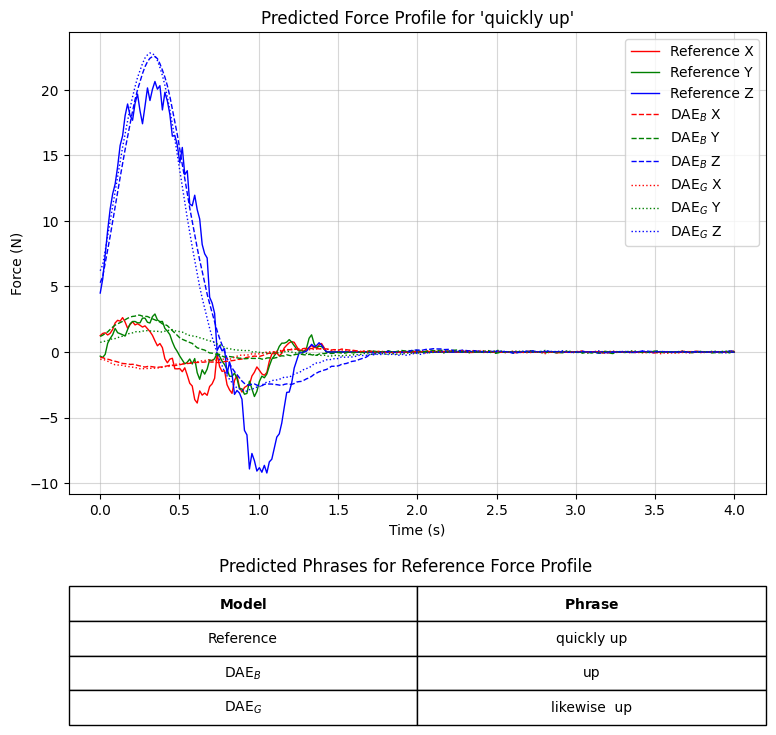 Predicted Force Profile for 'quickly up'
Force (N)
20
15
10
5
0
−5
−10
Reference X
Reference Y
Reference Z
DAE_B X
DAE_B Y
DAE_B Z
DAE_G X
DAE_G Y
DAE_G Z
0.0 0.5 1.0 1.5 2.0 2.5 3.0 3.5 4.0
Time (s)
Predicted Phrases for Reference Force Profile
Model Phrase
Reference quickly up
DAE_B up
DAE_G likewise up